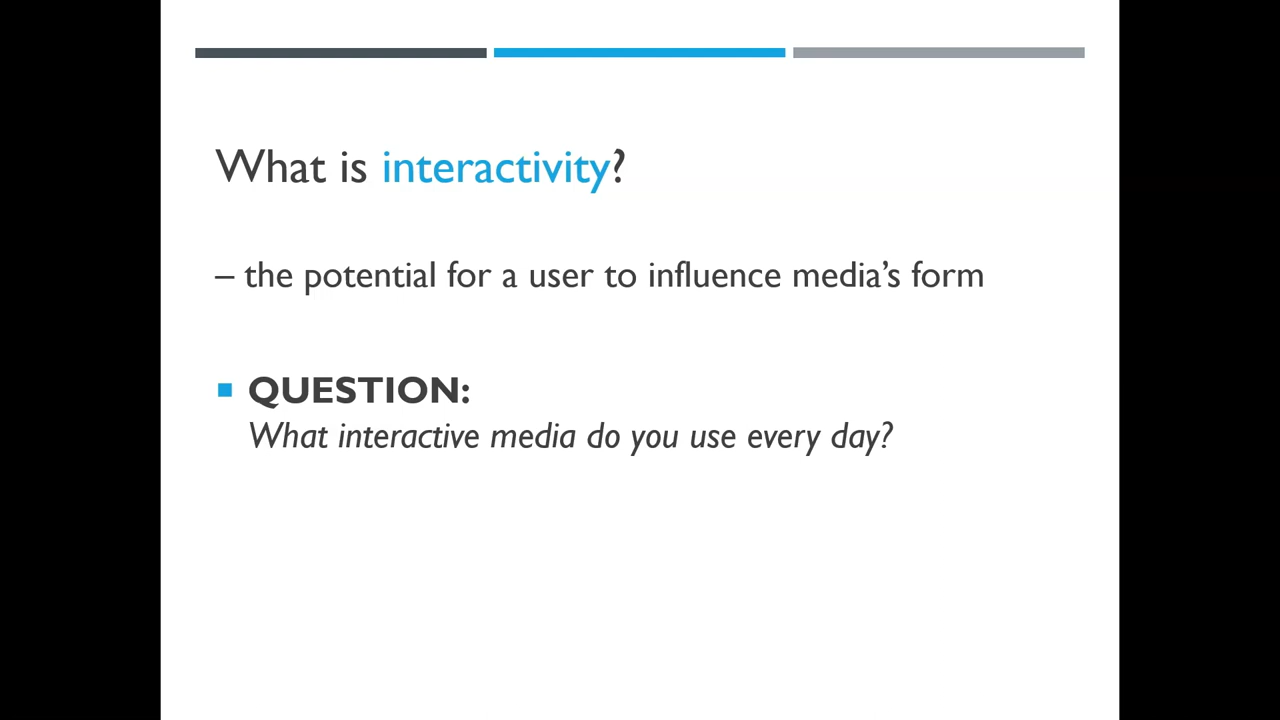 What is interactivity?
– the potential for a user to influence media’s form
QUESTION:
What interactive media do you use every day?